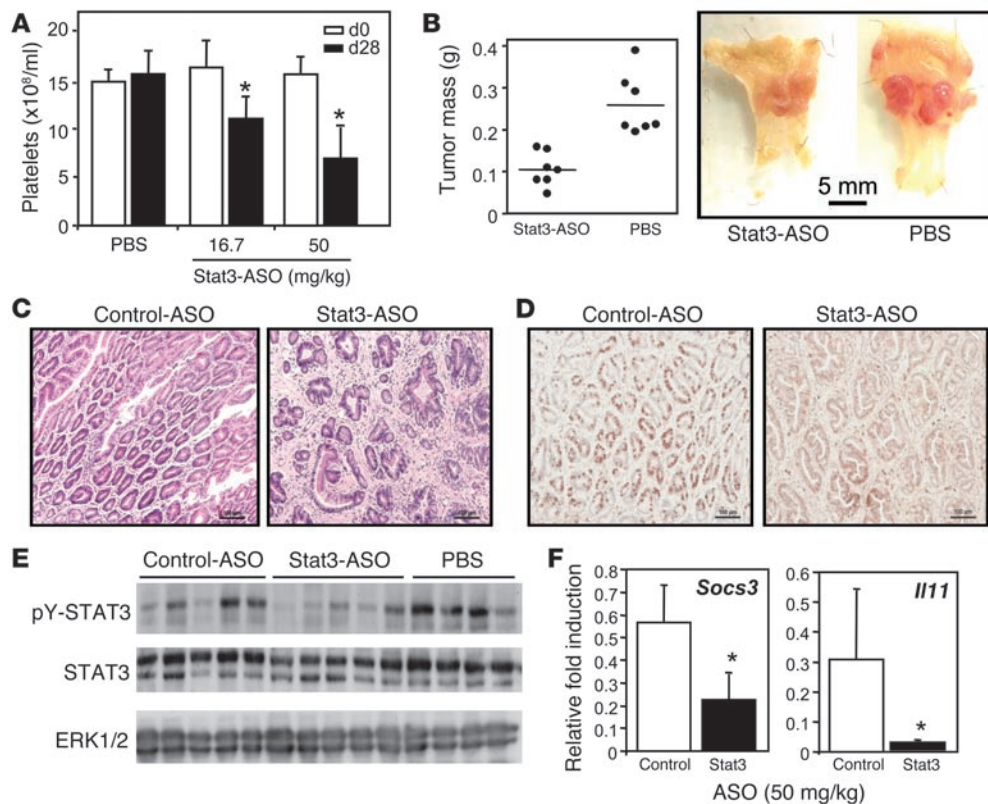 A
Platelets (x10⁸/ml)
20
15
10
5
0
d0
d28
*
*
PBS
16.7
50
Stat3-ASO (mg/kg)
B
Tumor mass (g)
0.4
0.3
0.2
0.1
0
Stat3-ASO
PBS
5 mm
Stat3-ASO
PBS
C
Control-ASO
Stat3-ASO
D
Control-ASO
Stat3-ASO
E
Control-ASO
Stat3-ASO
PBS
pY-STAT3
STAT3
ERK1/2
F
Relative fold induction
0.8
0.7
0.6
0.5
0.4
0.3
0.2
0.1
0
Socs3
*
Control
Stat3
0.6
0.5
0.4
0.3
0.2
0.1
0
Il11
*
Control
Stat3
ASO (50 mg/kg)